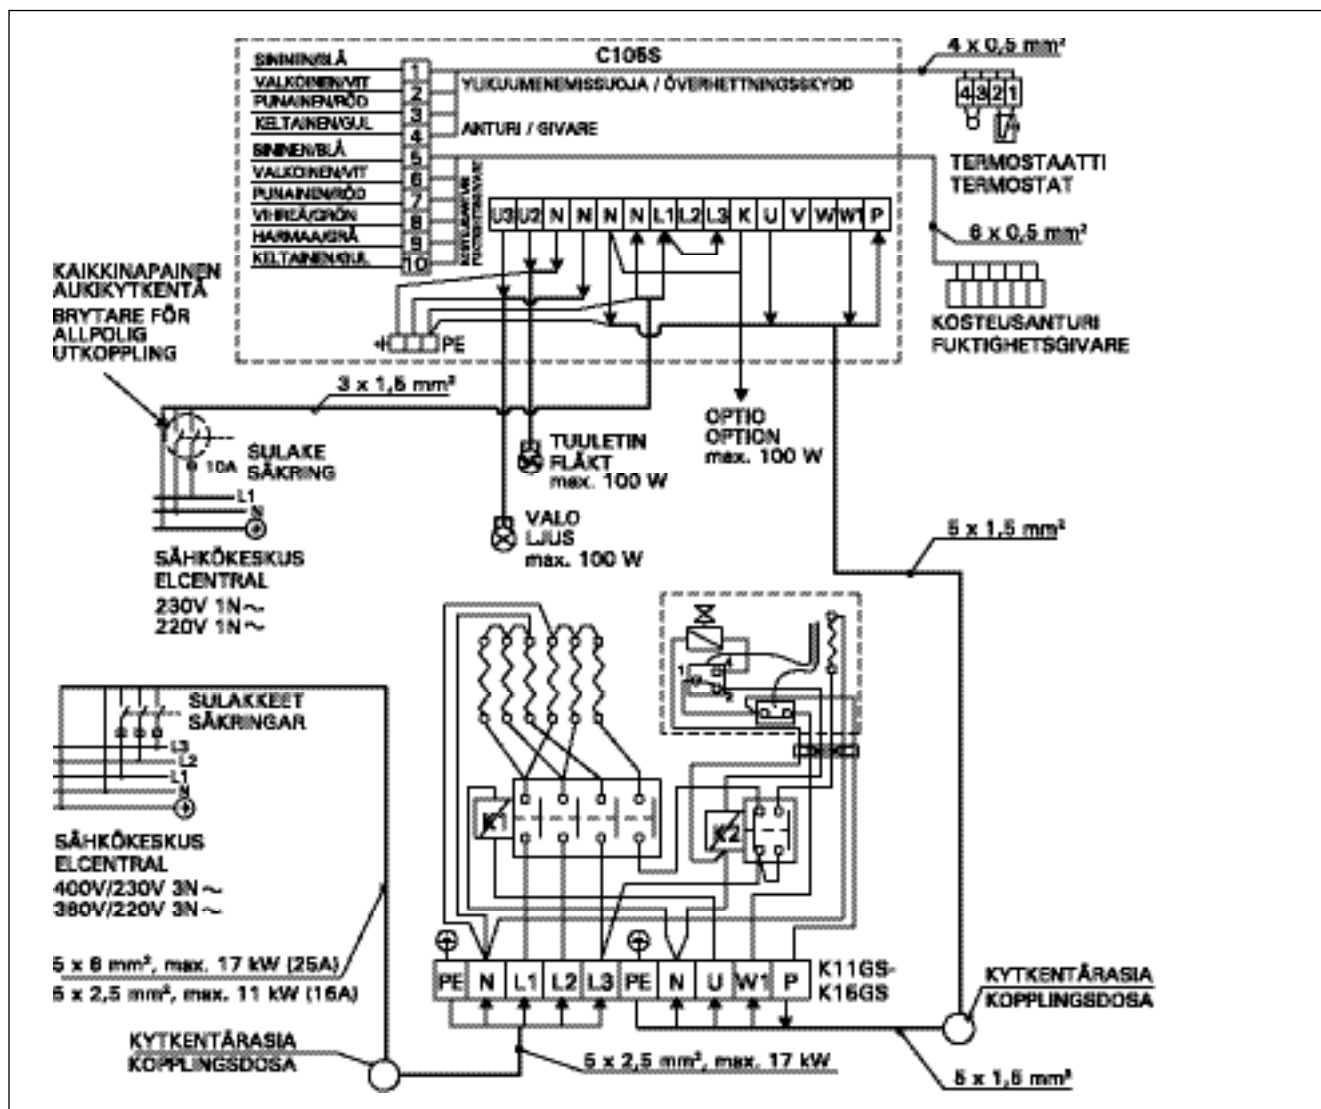 C105S
4 x 0,5 mm²
SININEN/BLÅ
VALKOINEN/VIT
PUNAINEN/RÖD
KELTAINEN/GUL
SININEN/BLÅ
VALKOINEN/VIT
PUNAINEN/RÖD
VIHREÄ/GRÖN
HARMAA/GRÅ
KELTAINEN/GUL
1
2
3
4
5
6
7
8
9
10
YLIKUUMENEMISSUOJA / ÖVERHETTNINGSSKYDD
ANTURI / GIVARE
KOSTEUSANTURI
FUKTIGHETSGIVARE
4 3 2 1
TERMOSTAATTI
TERMOSTAT
6 x 0,5 mm²
KOSTEUSANTURI
FUKTIGHETSGIVARE
U3 U2 N N N N L1 L2 L3 K U V W W1 P
PE
KAIKKINAPAINEN
AUKIKYTKENTÄ
BRYTARE FÖR
ALLPOLIG
UTKOPPLING
3 x 1,5 mm²
SULAKE
SÄKRING
10A
L1
N
SÄHKÖKESKUS
ELCENTRAL
230V 1N~
220V 1N~
TUULETIN
FLÄKT
max. 100 W
VALO
LJUS
max. 100 W
OPTIO
OPTION
max. 100 W
5 x 1,5 mm²
SULAKKEET
SÄKRINGAR
L3
L2
L1
N
SÄHKÖKESKUS
ELCENTRAL
400V/230V 3N~
380V/220V 3N~
5 x 6 mm², max. 17 kW (25A)
5 x 2,5 mm², max. 11 kW (16A)
1
4
2
K1
K2
PE N L1 L2 L3 PE N U W1 P
K11GS-
K16GS
KYTKENTÄRASIA
KOPPLINGSDOSA
KYTKENTÄRASIA
KOPPLINGSDOSA
5 x 2,5 mm², max. 17 kW
5 x 1,5 mm²